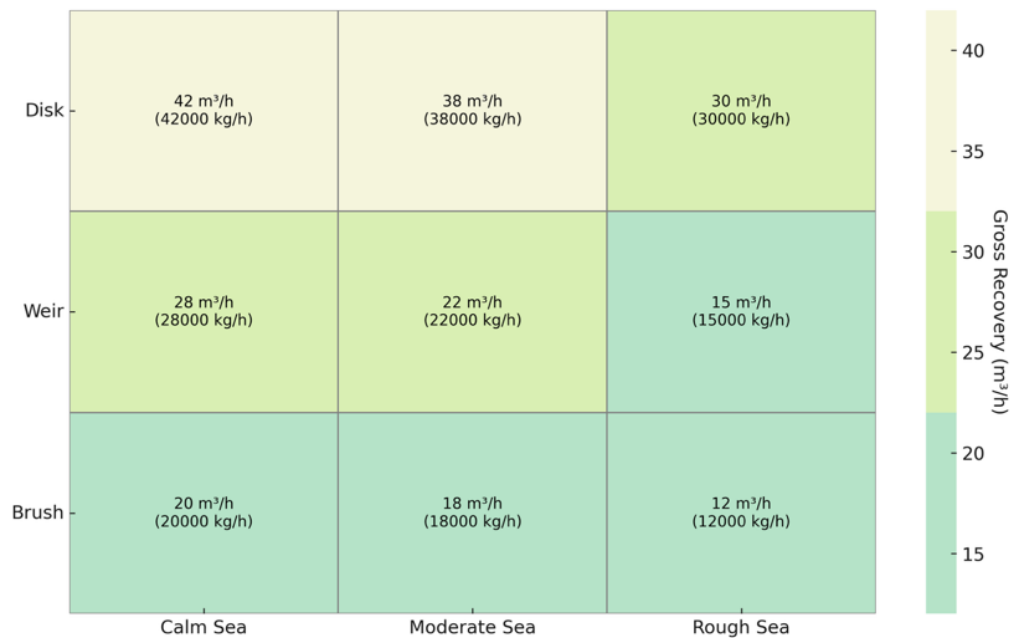 Disk
42 m³/h
(42000 kg/h)
38 m³/h
(38000 kg/h)
30 m³/h
(30000 kg/h)
Weir
28 m³/h
(28000 kg/h)
22 m³/h
(22000 kg/h)
15 m³/h
(15000 kg/h)
Brush
20 m³/h
(20000 kg/h)
18 m³/h
(18000 kg/h)
12 m³/h
(12000 kg/h)
Calm Sea
Moderate Sea
Rough Sea
40
35
30
25
20
15
Gross Recovery (m³/h)